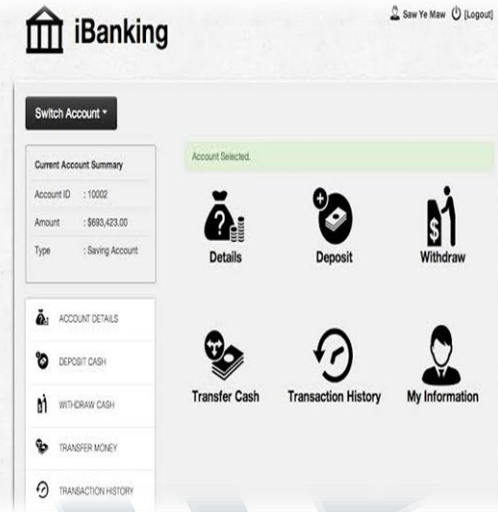 iBanking
Saw Ye Maw [Logout]
Switch Account
Current Account Summary
Account ID : 10002
Amount : $693,423.00
Type : Saving Account
ACCOUNT DETAILS
DEPOSIT CASH
WITHDRAW CASH
TRANSFER MONEY
TRANSACTION HISTORY
Account Selected.
Details
Deposit
Withdraw
Transfer Cash
Transaction History
My Information